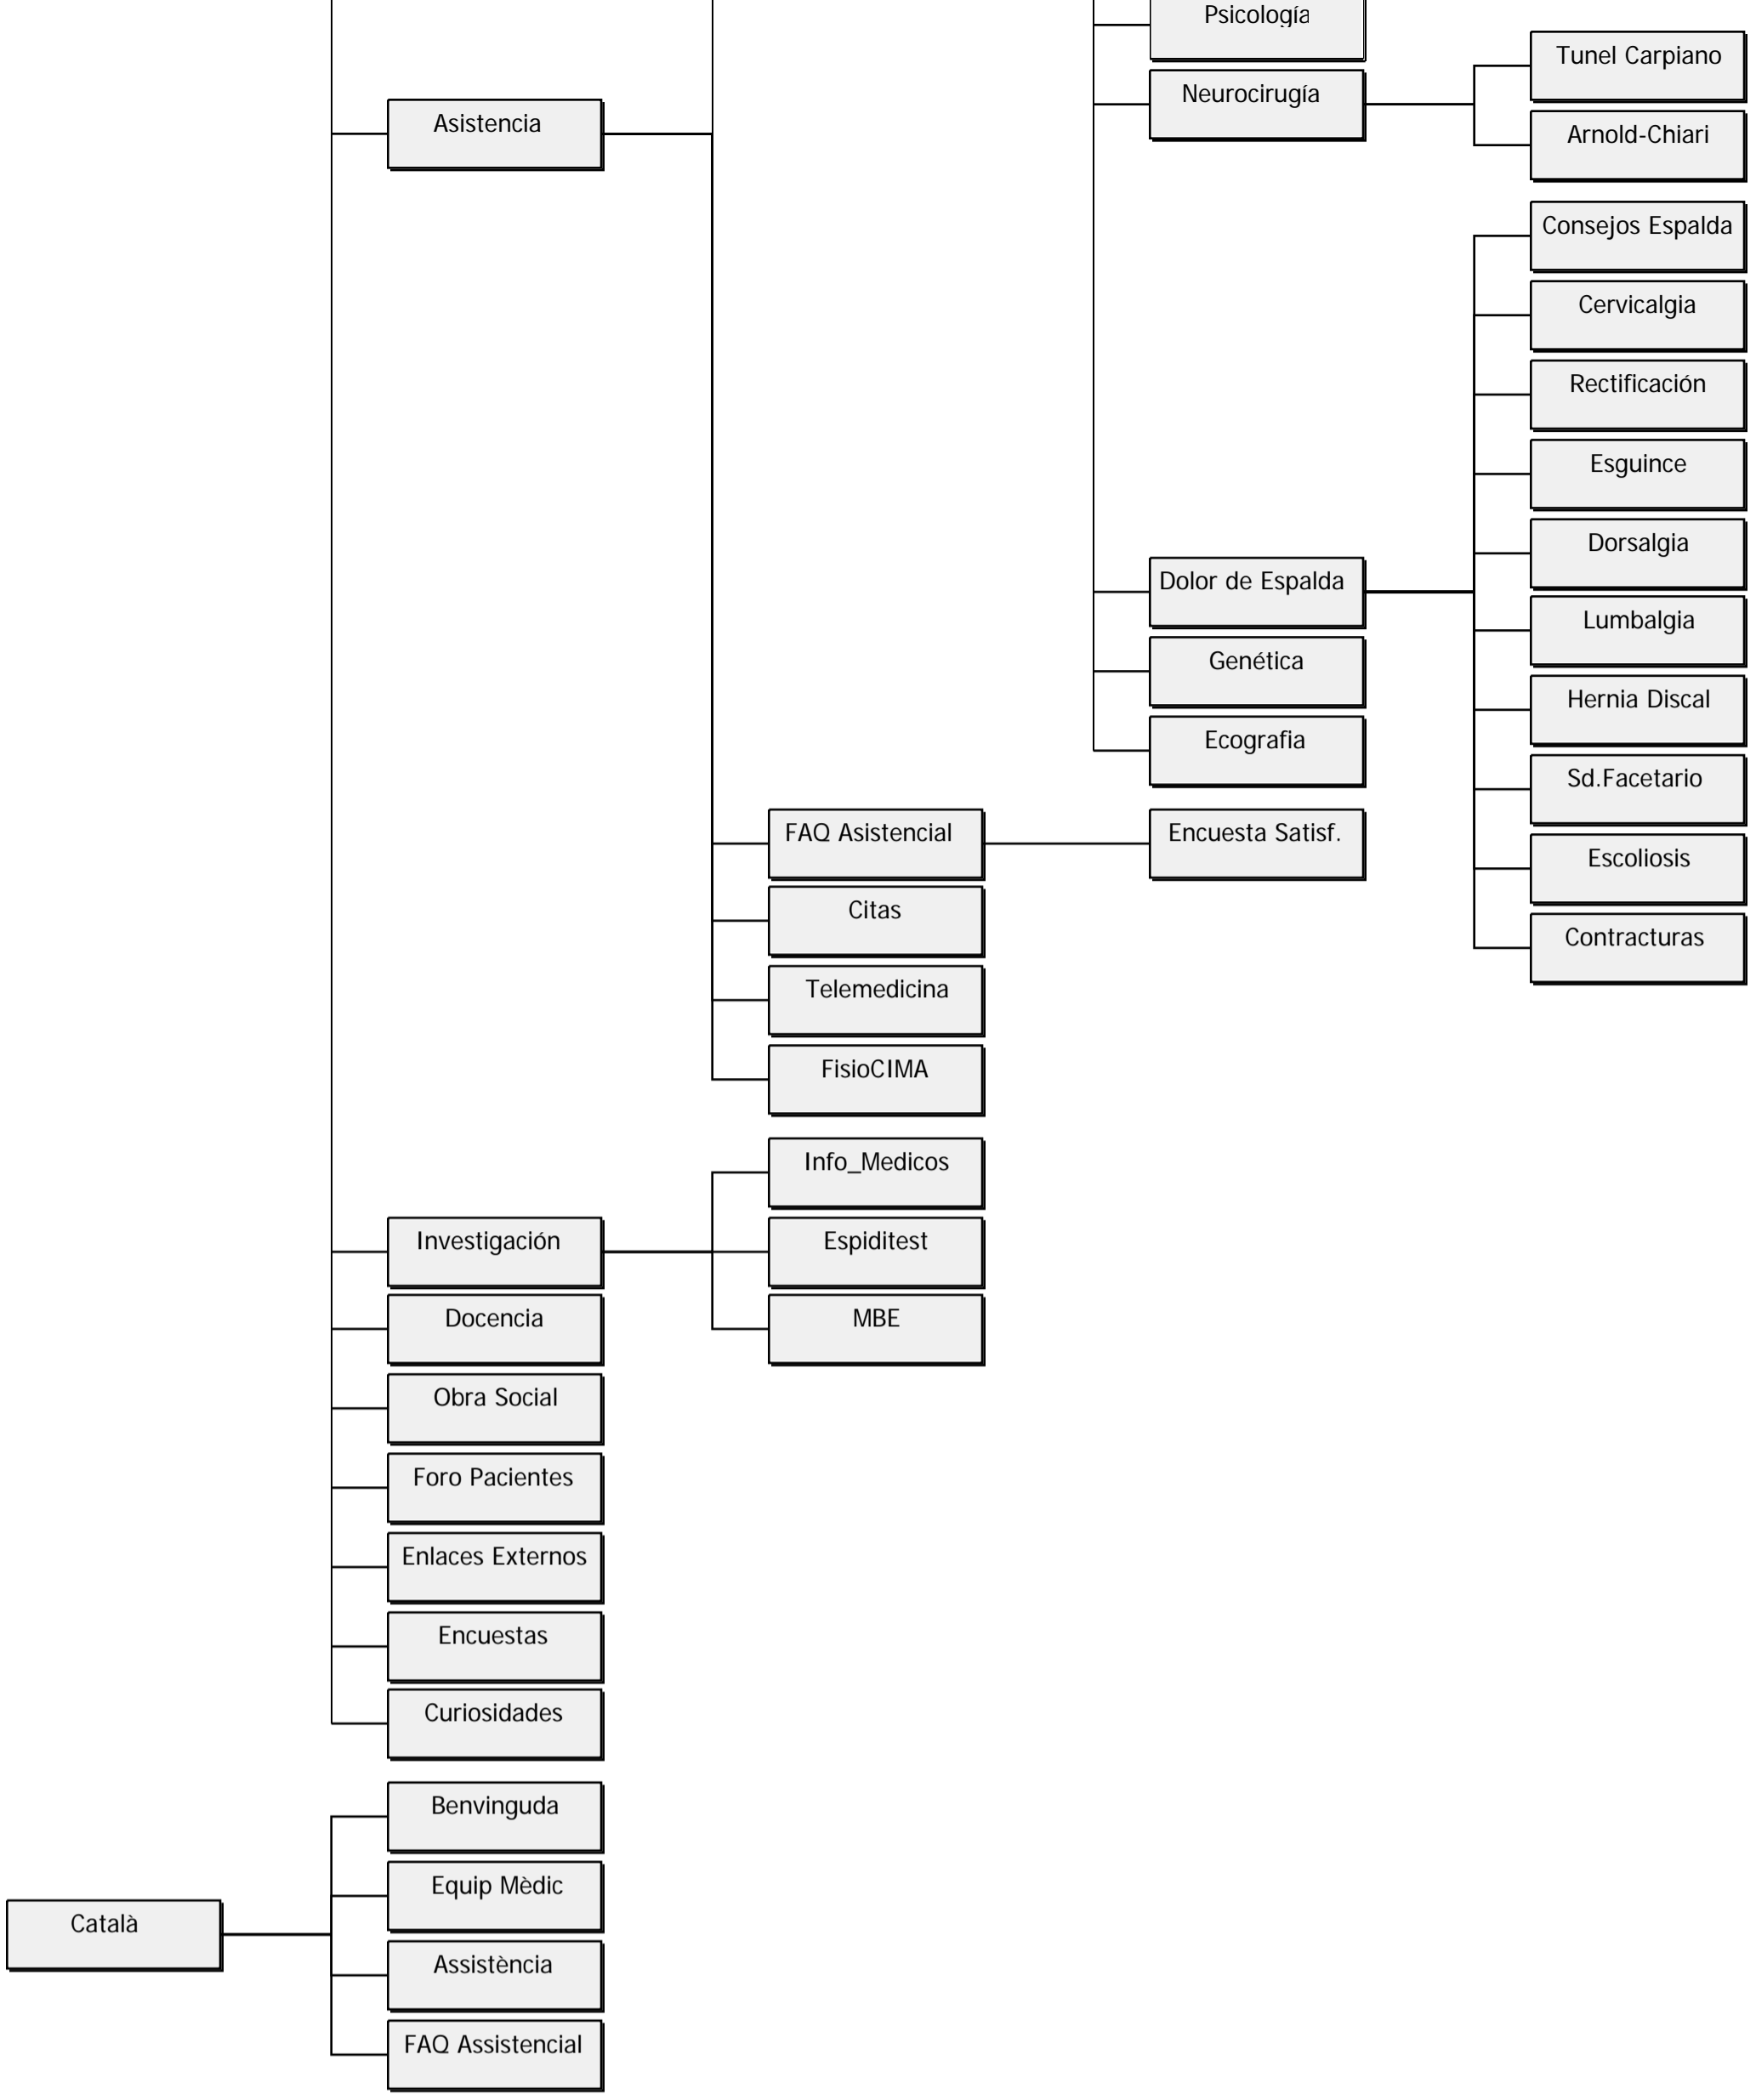 Psicología
Tunel Carpiano
Neurocirugía
Asistencia
Arnold-Chiari
Consejos Espalda
Cervicalgia
Rectificación
Esguince
Dorsalgia
Dolor de Espalda
Lumbalgia
Genética
Hernia Discal
Ecografia
Sd.Facetario
FAQ Asistencial
Encuesta Satisf.
Escoliosis
Citas
Contracturas
Telemedicina
FisioCIMA
Info_Medicos
Investigación
Espiditest
Docencia
MBE
Obra Social
Foro Pacientes
Enlaces Externos
Encuestas
Curiosidades
Benvinguda
Equip Mèdic
Català
Assistència
FAQ Assistencial